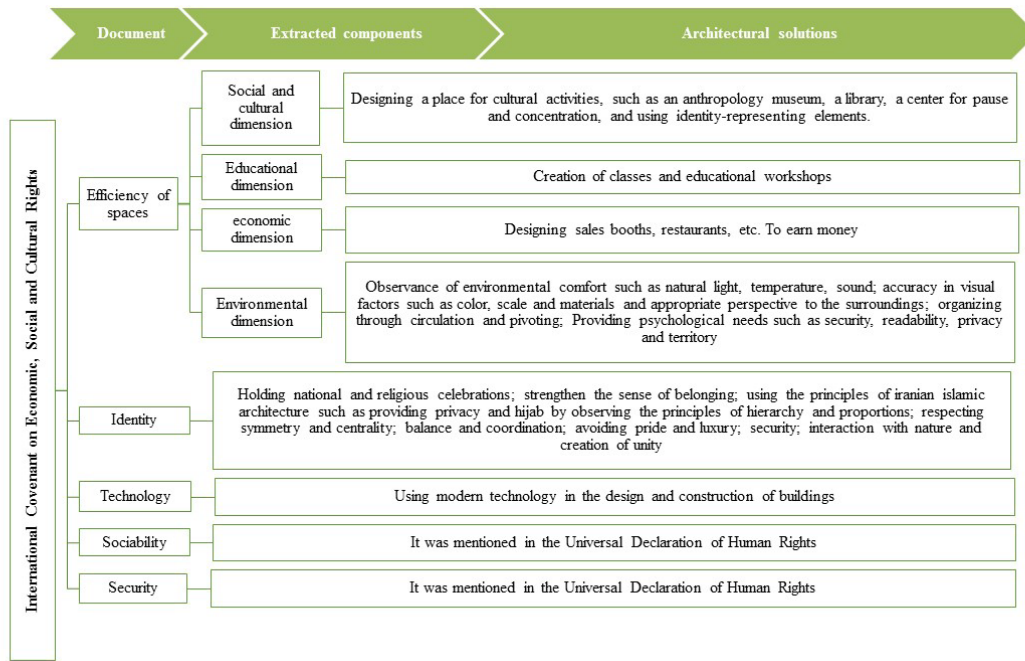 Document
Extracted components
Architectural solutions
International Covenant on Economic, Social and Cultural Rights
Efficiency of
spaces
Social and
cultural
dimension
Designing a place for cultural activities, such as an anthropology museum, a library, a center for pause
and concentration, and using identity-representing elements.
Educational
dimension
Creation of classes and educational workshops
economic
dimension
Designing sales booths, restaurants, etc. To earn money
Environmental
dimension
Observance of environmental comfort such as natural light, temperature, sound; accuracy in visual
factors such as color, scale and materials and appropriate perspective to the surroundings; organizing
through circulation and pivoting; Providing psychological needs such as security, readability, privacy
and territory
Identity
Holding national and religious celebrations; strengthen the sense of belonging; using the principles of iranian islamic
architecture such as providing privacy and hijab by observing the principles of hierarchy and proportions; respecting
symmetry and centrality; balance and coordination; avoiding pride and luxury; security; interaction with nature and
creation of unity
Technology
Using modern technology in the design and construction of buildings
Sociability
It was mentioned in the Universal Declaration of Human Rights
Security
It was mentioned in the Universal Declaration of Human Rights